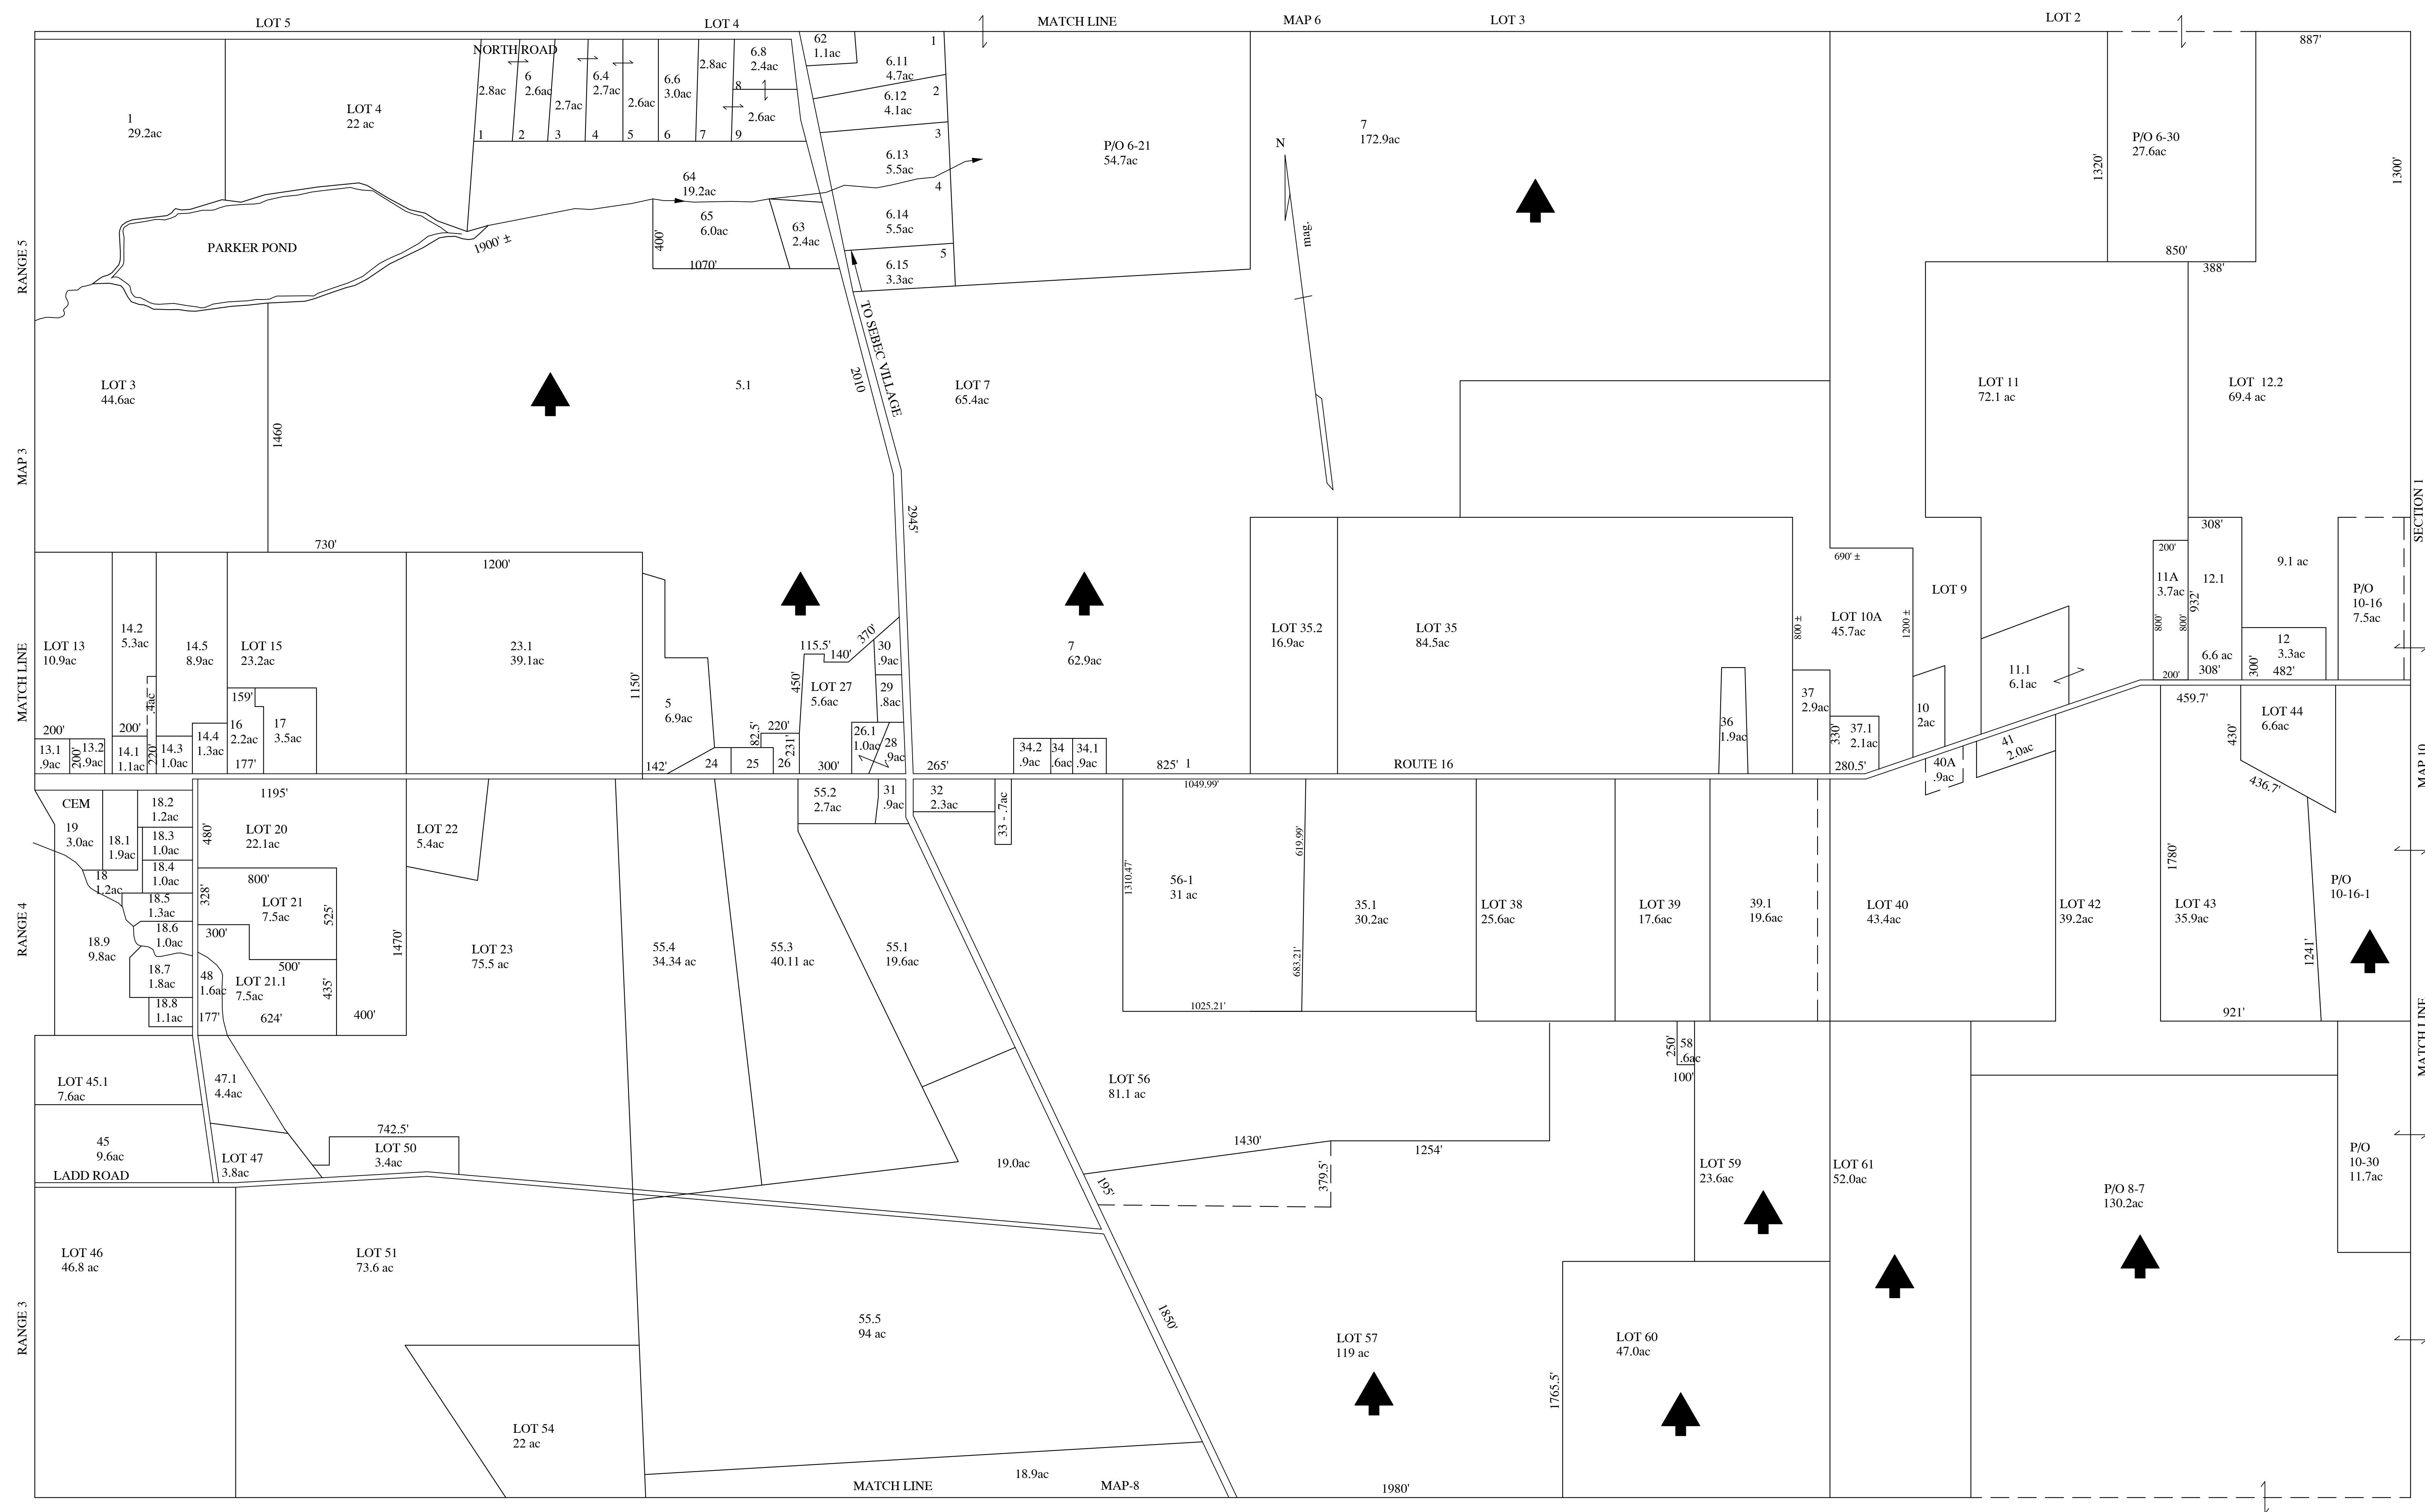 LOT 5
LOT 4
MATCH LINE
MAP 6
LOT 3
LOT 2
NORTH ROAD
1
29.2ac
LOT 4
22 ac
2.8ac
1
6
2.6ac
2
2.7ac
3
6.4
2.7ac
4
2.6ac
5
6.6
3.0ac
6
2.8ac
7
6.8
2.4ac
8
2.6ac
9
62
1.1ac
6.11
4.7ac
1
6.12
4.1ac
2
6.13
5.5ac
3
6.14
5.5ac
4
6.15
3.3ac
5
P/O 6-21
54.7ac
N
mag.
7
172.9ac
1320'
P/O 6-30
27.6ac
850'
388'
887'
1300'
RANGE 5
PARKER POND
1900' ±
64
19.2ac
65
6.0ac
400'
1070'
63
2.4ac
TO SEBEC VILLAGE
2010
2945'
LOT 3
44.6ac
1460
5.1
LOT 7
65.4ac
LOT 11
72.1 ac
LOT 12.2
69.4 ac
MAP 3
SECTION 1
730'
1200'
MATCH LINE
LOT 13
10.9ac
200'
13.1
.9ac
200'
13.2
.9ac
14.2
5.3ac
.4ac
200'
14.1
1.1ac
220'
14.5
8.9ac
14.3
1.0ac
14.4
1.3ac
LOT 15
23.2ac
159'
16
2.2ac
177'
17
3.5ac
23.1
39.1ac
1150'
5
6.9ac
142'
24
25
26
82.5'
220'
231'
450'
115.5'
140'
370'
LOT 27
5.6ac
300'
30
.9ac
29
.8ac
26.1
1.0ac
28
.9ac
265'
7
62.9ac
34.2
.9ac
34
.6ac
34.1
.9ac
825'
1
ROUTE 16
LOT 35.2
16.9ac
LOT 35
84.5ac
36
1.9ac
800 ±
37
2.9ac
690' ±
LOT 10A
45.7ac
1200 ±
330'
37.1
2.1ac
280.5'
LOT 9
10
2ac
11.1
6.1ac
200'
11A
3.7ac
800'
800'
200'
932'
308'
12.1
6.6 ac
308'
9.1 ac
12
3.3ac
300'
482'
P/O
10-16
7.5ac
40A
.9ac
41
2.0ac
459.7'
430'
LOT 44
6.6ac
436.7'
MAP 10
CEM
19
3.0ac
18.1
1.9ac
18.2
1.2ac
18.3
1.0ac
18.4
1.0ac
18
1.2ac
18.5
1.3ac
18.6
1.0ac
18.7
1.8ac
18.8
1.1ac
18.9
9.8ac
RANGE 4
1195'
480'
LOT 20
22.1ac
800'
328'
LOT 21
7.5ac
525'
300'
500'
48
1.6ac
177'
LOT 21.1
7.5ac
435'
624'
400'
1470'
LOT 22
5.4ac
LOT 23
75.5 ac
55.4
34.34 ac
55.3
40.11 ac
55.1
19.6ac
55.2
2.7ac
31
.9ac
32
2.3ac
33 - .7ac
1049.99'
1310.47'
56-1
31 ac
619.99'
683.21'
1025.21'
35.1
30.2ac
LOT 38
25.6ac
LOT 39
17.6ac
39.1
19.6ac
LOT 40
43.4ac
LOT 42
39.2ac
1780'
LOT 43
35.9ac
921'
1241'
P/O
10-16-1
MATCH LINE
LOT 45.1
7.6ac
47.1
4.4ac
45
9.6ac
LADD ROAD
LOT 47
3.8ac
742.5'
LOT 50
3.4ac
19.0ac
LOT 56
81.1 ac
1430'
379.5'
1254'
195'
250'
58
.6ac
100'
LOT 59
23.6ac
LOT 61
52.0ac
P/O 8-7
130.2ac
P/O
10-30
11.7ac
LOT 46
46.8 ac
LOT 51
73.6 ac
RANGE 3
55.5
94 ac
1850'
LOT 57
119 ac
1765.5'
LOT 60
47.0ac
LOT 54
22 ac
18.9ac
MATCH LINE
MAP-8
1980'